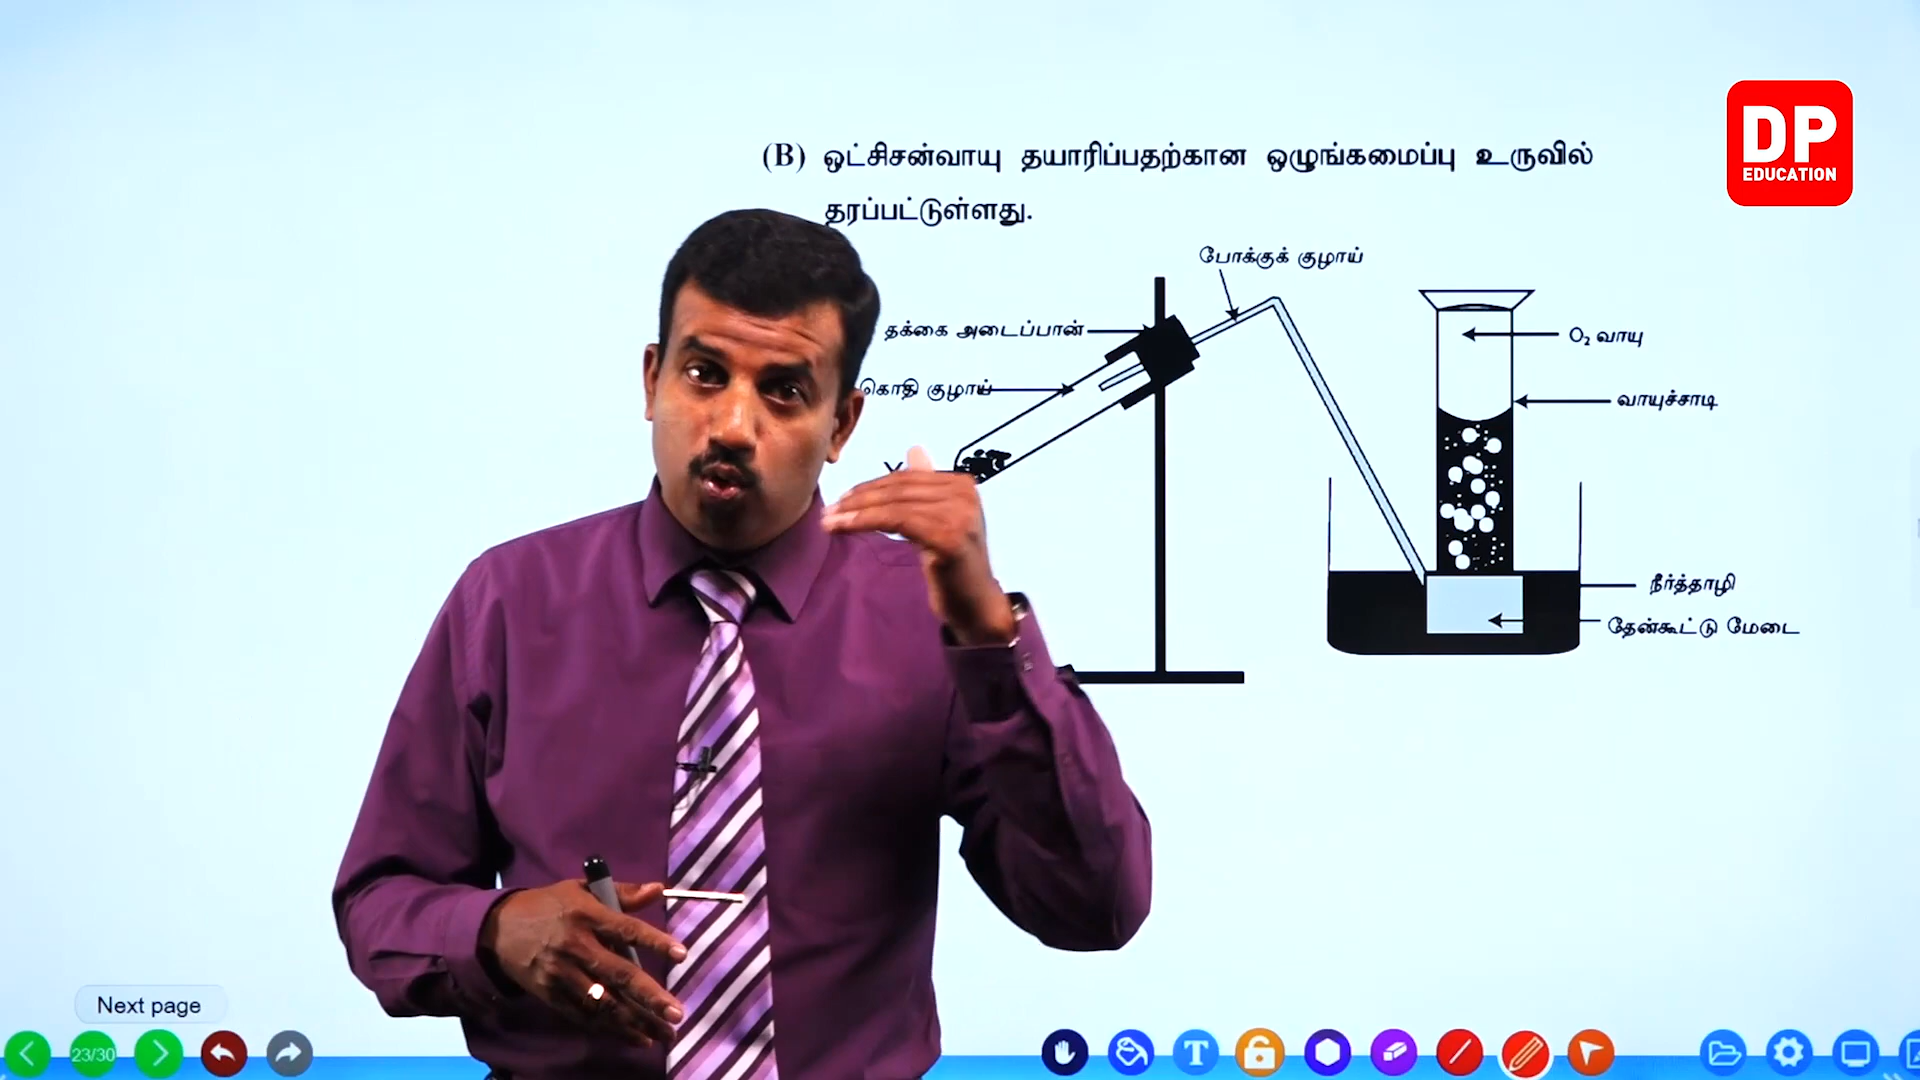 DP
EDUCATION
(B) ஒட்சிசன்வாயு தயாரிப்பதற்கான ஒழுங்கமைப்பு உருவில்
தரப்பட்டுள்ளது.
போக்குக் குழாய்
தக்கை அடைப்பான்
கொதி குழாய்
O₂ வாயு
வாயுச்சாடி
நீர்த்தாழி
தேன்கூட்டு மேடை
Next page
23/30
T